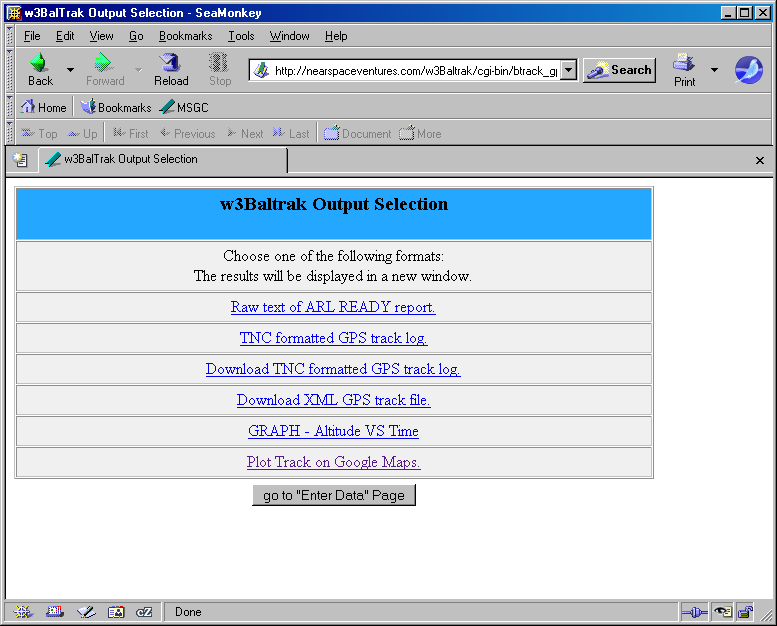 w3BalTrak Output Selection - SeaMonkey
File Edit View Go Bookmarks Tools Window Help
Back Forward Reload Stop http://nearspaceventures.com/w3Baltrak/cgi-bin/btrack_g Search Print
Home Bookmarks MSGC
Top Up First Previous Next Last Document More
w3BalTrak Output Selection
w3Baltrak Output Selection
Choose one of the following formats:
The results will be displayed in a new window.
Raw text of ARL READY report.
TNC formatted GPS track log.
Download TNC formatted GPS track log.
Download XML GPS track file.
GRAPH - Altitude VS Time
Plot Track on Google Maps.
go to "Enter Data" Page
cZ Done